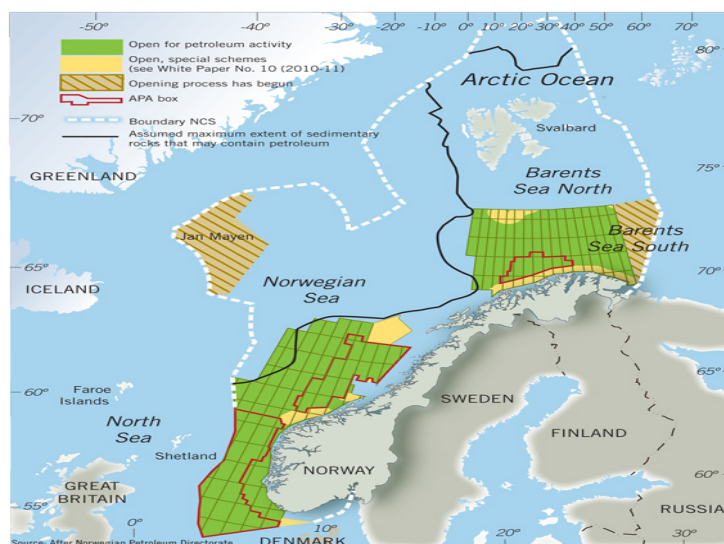 -50° -60° -70° -80° 0° 10° 20° 30° 40° 50° 60° 70°
Open for petroleum activity
Open, special schemes
(see White Paper No. 10 (2010-11)
Opening process has begun
APA box
Boundary NCS
Assumed maximum extent of sedimentary
rocks that may contain petroleum
80°
Arctic Ocean
70°
Svalbard
GREENLAND
Barents
Sea North
75°
Jan Mayen
Barents
Sea South
65°
Norwegian
Sea
70°
ICELAND
65°
60°
Faroe
Islands
SWEDEN
North
Sea
FINLAND
Shetland
NORWAY
60°
GREAT
BRITAIN
55°
RUSSIA
0°
10°
20°
30°
DENMARK
Source: After Norwegian Petroleum Directorate